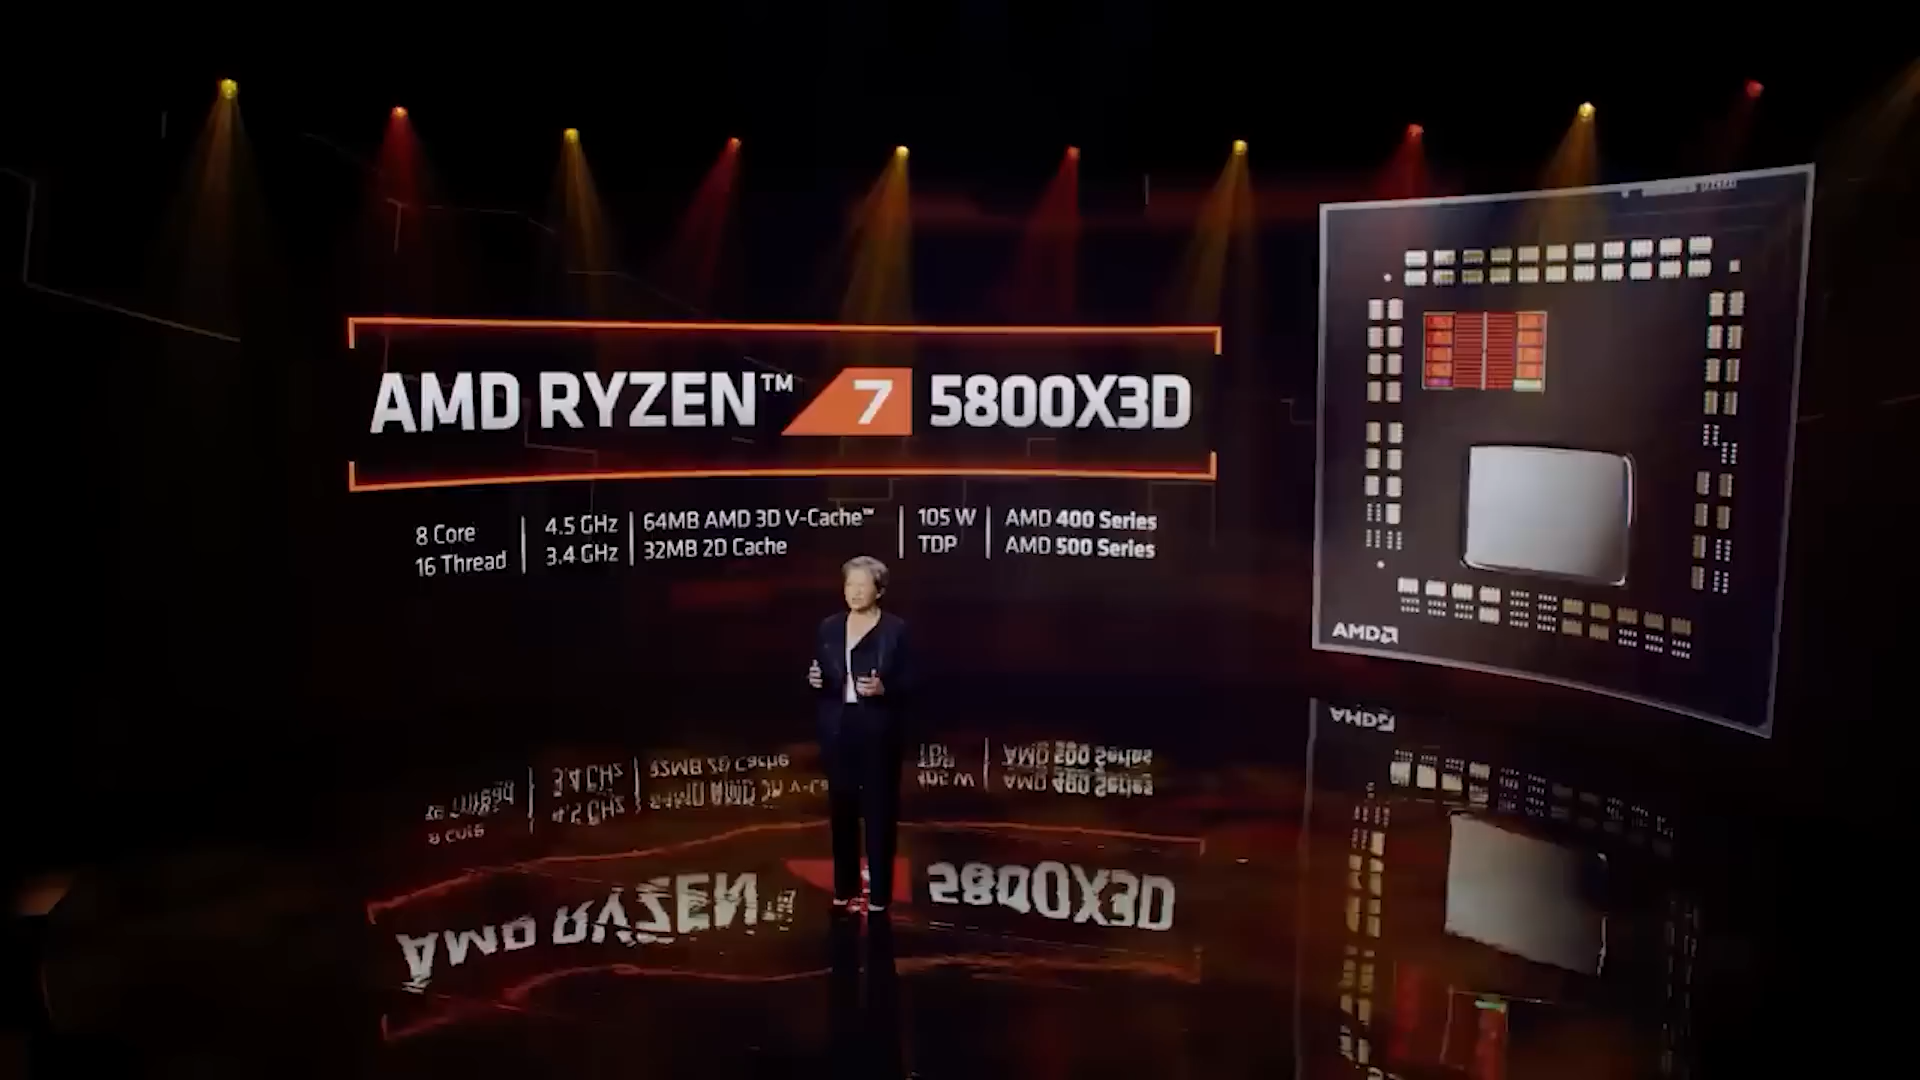 AMD RYZEN™ 7 5800X3D
8 Core
16 Thread
4.5 GHz
3.4 GHz
64MB AMD 3D V-Cache™
32MB 2D Cache
105 W
TDP
AMD 400 Series
AMD 500 Series
AMD